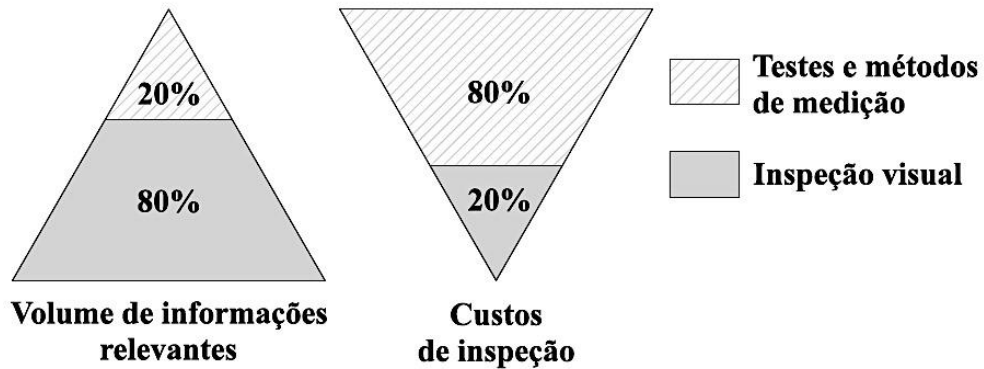 20%
80%
Volume de informações
relevantes
80%
20%
Custos
de inspeção
Testes e métodos
de medição
Inspeção visual